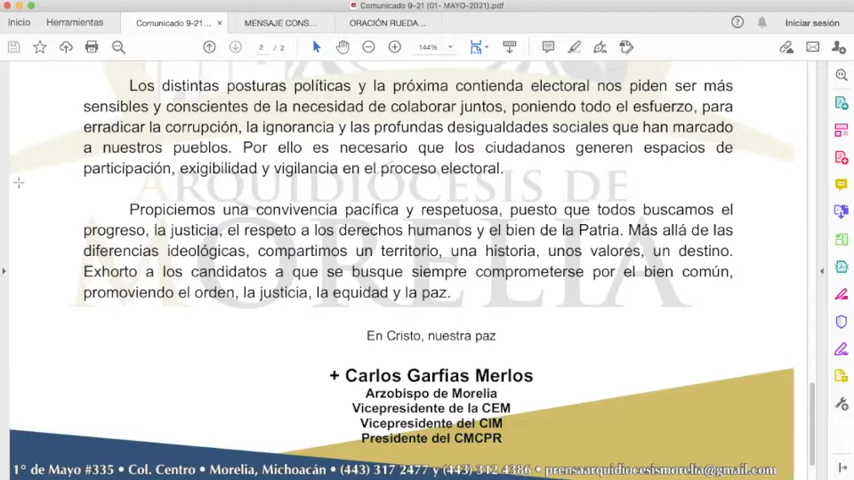 Comunicado 9-21 (01- MAYO-2021).pdf
Inicio Herramientas Comunicado 9-21... × MENSAJE CONS... ORACIÓN RUEDA... Iniciar sesión
2 / 2 144%
Los distintas posturas políticas y la próxima contienda electoral nos piden ser más
sensibles y conscientes de la necesidad de colaborar juntos, poniendo todo el esfuerzo, para
erradicar la corrupción, la ignorancia y las profundas desigualdades sociales que han marcado
a nuestros pueblos. Por ello es necesario que los ciudadanos generen espacios de
participación, exigibilidad y vigilancia en el proceso electoral.
ARQUIDIÓCESIS DE
MORELIA
Propiciemos una convivencia pacífica y respetuosa, puesto que todos buscamos el
progreso, la justicia, el respeto a los derechos humanos y el bien de la Patria. Más allá de las
diferencias ideológicas, compartimos un territorio, una historia, unos valores, un destino.
Exhorto a los candidatos a que se busque siempre comprometerse por el bien común,
promoviendo el orden, la justicia, la equidad y la paz.
En Cristo, nuestra paz
+ Carlos Garfias Merlos
Arzobispo de Morelia
Vicepresidente de la CEM
Vicepresidente del CIM
Presidente del CMCPR
1° de Mayo #335 • Col. Centro • Morelia, Michoacán • (443) 317 2477 y (443) 312 4386 • prensaarquidiocesismorelia@gmail.com